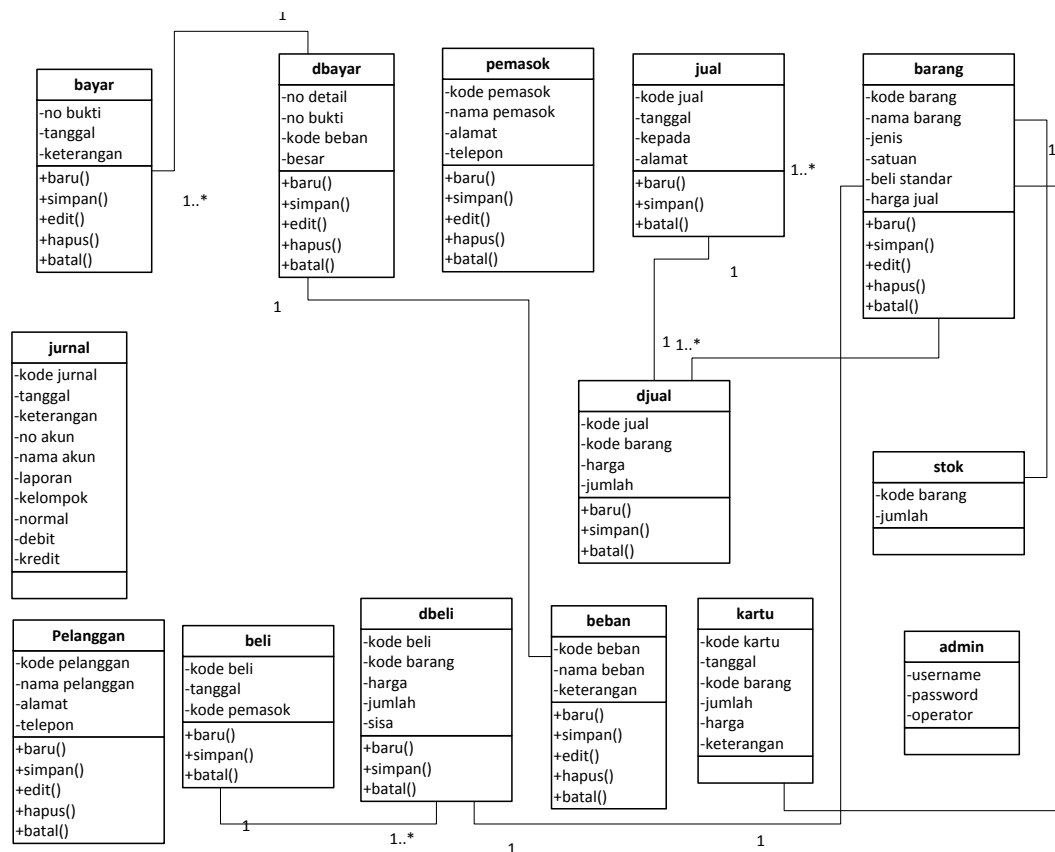 1
bayar
-no bukti
-tanggal
-keterangan
+baru()
+simpan()
+edit()
+hapus()
+batal()
1..*
dbayar
-no detail
-no bukti
-kode beban
-besar
+baru()
+simpan()
+edit()
+hapus()
+batal()
1
pemasok
-kode pemasok
-nama pemasok
-alamat
-telepon
+baru()
+simpan()
+edit()
+hapus()
+batal()
jual
-kode jual
-tanggal
-kepada
-alamat
+baru()
+simpan()
+batal()
1..*
1
barang
-kode barang
-nama barang
-jenis
-satuan
-beli standar
-harga jual
+baru()
+simpan()
+edit()
+hapus()
+batal()
1
1
jurnal
-kode jurnal
-tanggal
-keterangan
-no akun
-nama akun
-laporan
-kelompok
-normal
-debit
-kredit
1
1..*
djual
-kode jual
-kode barang
-harga
-jumlah
+baru()
+simpan()
+batal()
stok
-kode barang
-jumlah
Pelanggan
-kode pelanggan
-nama pelanggan
-alamat
-telepon
+baru()
+simpan()
+edit()
+hapus()
+batal()
beli
-kode beli
-tanggal
-kode pemasok
+baru()
+simpan()
+batal()
1
dbeli
-kode beli
-kode barang
-harga
-jumlah
-sisa
+baru()
+simpan()
+batal()
1..*
1
beban
-kode beban
-nama beban
-keterangan
+baru()
+simpan()
+edit()
+hapus()
+batal()
kartu
-kode kartu
-tanggal
-kode barang
-jumlah
-harga
-keterangan
1
admin
-username
-password
-operator